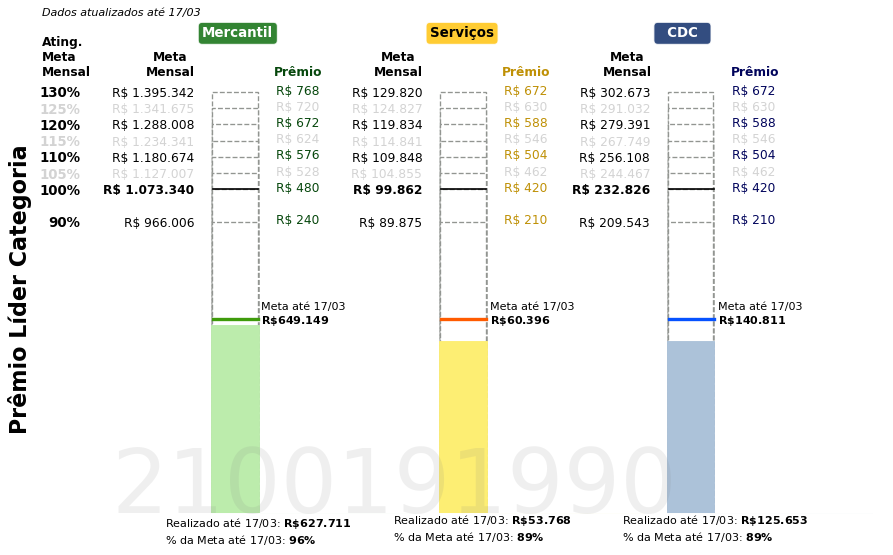 Dados atualizados até 17/03
Mercantil Serviços CDC
Ating. Meta Mensal
Meta Mensal Prêmio Meta Mensal Prêmio Meta Mensal Prêmio
130% R$ 1.395.342 R$ 768 R$ 129.820 R$ 672 R$ 302.673 R$ 672
125% R$ 1.341.675 R$ 720 R$ 124.827 R$ 630 R$ 291.032 R$ 630
120% R$ 1.288.008 R$ 672 R$ 119.834 R$ 588 R$ 279.391 R$ 588
115% R$ 1.234.341 R$ 624 R$ 114.841 R$ 546 R$ 267.749 R$ 546
110% R$ 1.180.674 R$ 576 R$ 109.848 R$ 504 R$ 256.108 R$ 504
105% R$ 1.127.007 R$ 528 R$ 104.855 R$ 462 R$ 244.467 R$ 462
100% R$ 1.073.340 R$ 480 R$ 99.862 R$ 420 R$ 232.826 R$ 420
90% R$ 966.006 R$ 240 R$ 89.875 R$ 210 R$ 209.543 R$ 210
Prêmio Líder Categoria
Meta até 17/03 Meta até 17/03 Meta até 17/03
R$649.149 R$60.396 R$140.811
2100191990
Realizado até 17/03: R$627.711 Realizado até 17/03: R$53.768 Realizado até 17/03: R$125.653
% da Meta até 17/03: 96% % da Meta até 17/03: 89% % da Meta até 17/03: 89%